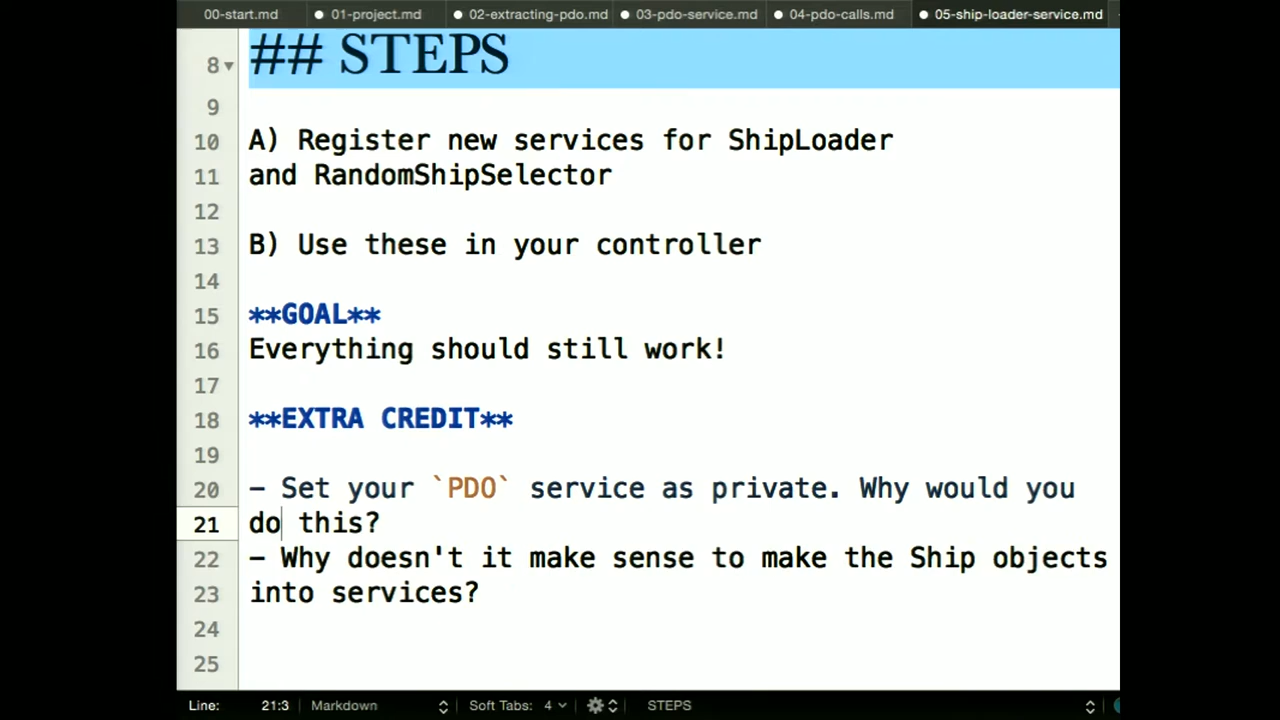 00-start.md 01-project.md 02-extracting-pdo.md 03-pdo-service.md 04-pdo-calls.md 05-ship-loader-service.md
8 ## STEPS
9
10 A) Register new services for ShipLoader
11 and RandomShipSelector
12
13 B) Use these in your controller
14
15 **GOAL**
16 Everything should still work!
17
18 **EXTRA CREDIT**
19
20 - Set your `PDO` service as private. Why would you
21 do this?
22 - Why doesn't it make sense to make the Ship objects
23 into services?
24
25
Line: 21:3 Markdown Soft Tabs: 4 STEPS